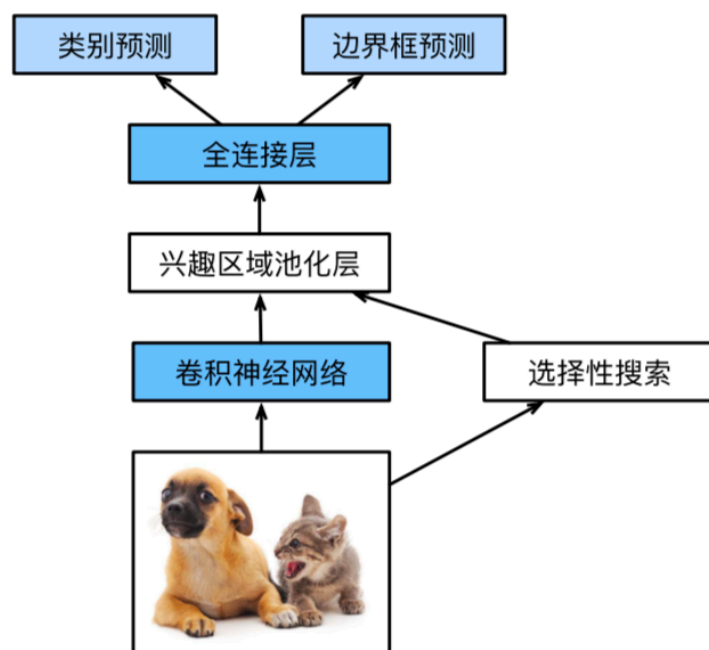 类别预测
边界框预测
全连接层
兴趣区域池化层
卷积神经网络
选择性搜索